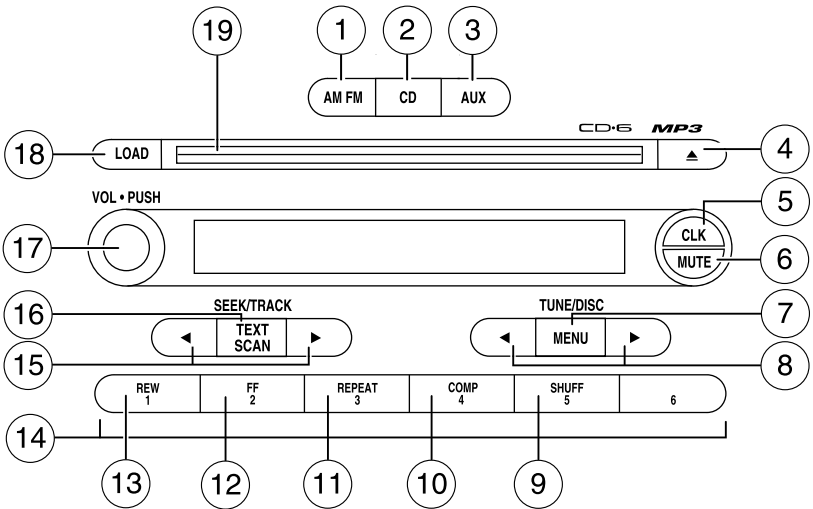 19 1 2 3
AM FM CD AUX
CD•6 MP3
18 LOAD 4
VOL • PUSH
5
17 CLK
MUTE 6
16 SEEK/TRACK TUNE/DISC 7
TEXT
SCAN MENU
15 8
REW FF REPEAT COMP SHUFF
1 2 3 4 5 6
14
13 12 11 10 9